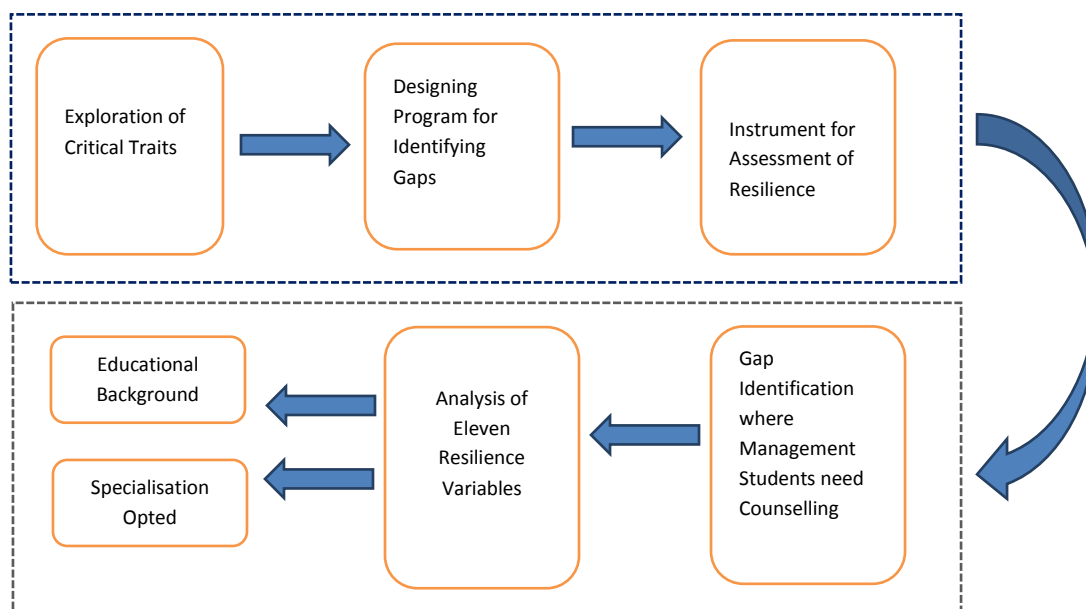 Exploration of
Critical Traits
Designing
Program for
Identifying
Gaps
Instrument for
Assessment of
Resilience
Educational
Background
Specialisation
Opted
Analysis of
Eleven
Resilience
Variables
Gap
Identification
where
Management
Students need
Counselling